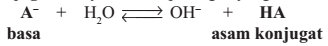 A⁻ + H₂O ⇌ OH⁻ + HA
basa asam konjugat